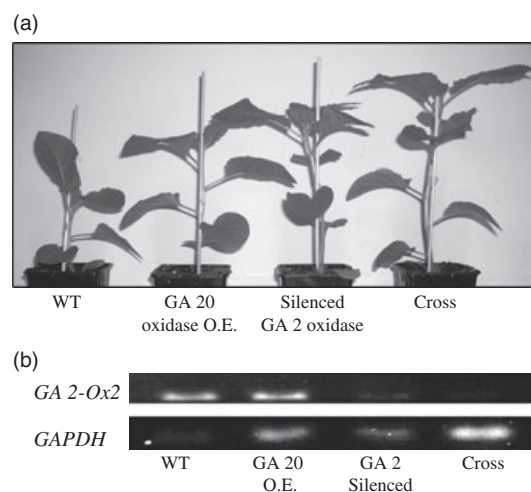 (a)
WT GA 20 oxidase O.E. Silenced GA 2 oxidase Cross
(b)
GA 2-Ox2
GAPDH
WT GA 20 O.E. GA 2 Silenced Cross